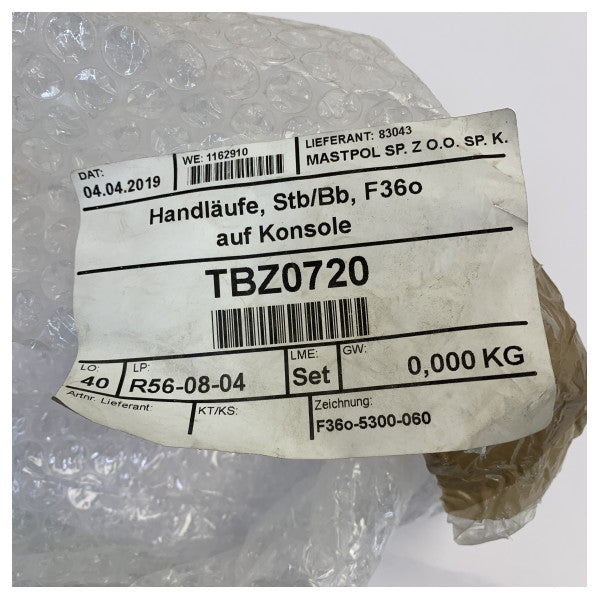 DAT:
04.04.2019
WE: 1162910
LIEFERANT: 83043
MASTPOL SP. Z O.O. SP. K.
Handläufe, Stb/Bb, F36o
auf Konsole
TBZ0720
LO:
40
LP:
R56-08-04
LME:
Set
GW:
0,000 KG
Artnr. Lieferant:
KT/KS:
Zeichnung:
F36o-5300-060